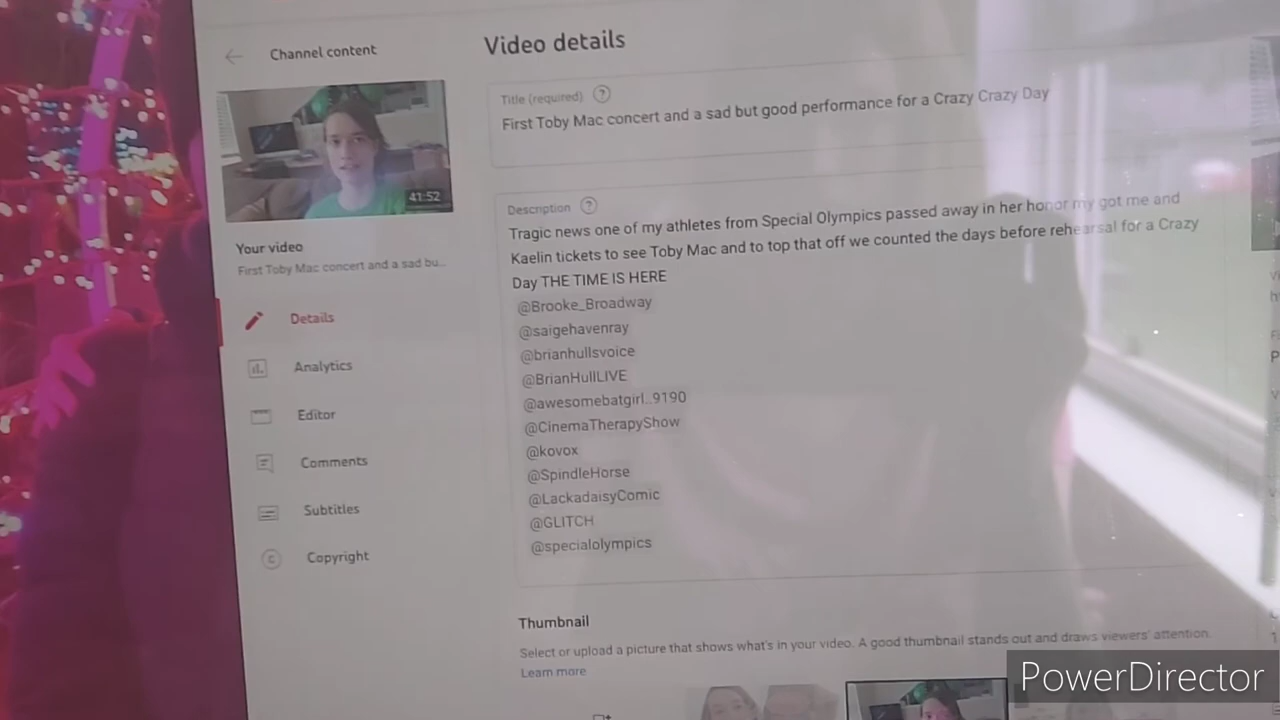 Channel content
Video details
41:52
Title (required)
First Toby Mac concert and a sad but good performance for a Crazy Crazy Day
Your video
First Toby Mac concert and a sad bu...
Description
Tragic news one of my athletes from Special Olympics passed away in her honor my got me and
Kaelin tickets to see Toby Mac and to top that off we counted the days before rehearsal for a Crazy
Day THE TIME IS HERE
@Brooke_Broadway
@saigehavenray
@brianhullsvoice
@BrianHullLIVE
@awesomebatgirl..9190
@CinemaTherapyShow
@kovox
@SpindleHorse
@LackadaisyComic
@GLITCH
@specialolympics
Details
Analytics
Editor
Comments
Subtitles
Copyright
Thumbnail
Select or upload a picture that shows what's in your video. A good thumbnail stands out and draws viewers' attention.
Learn more
PowerDirector